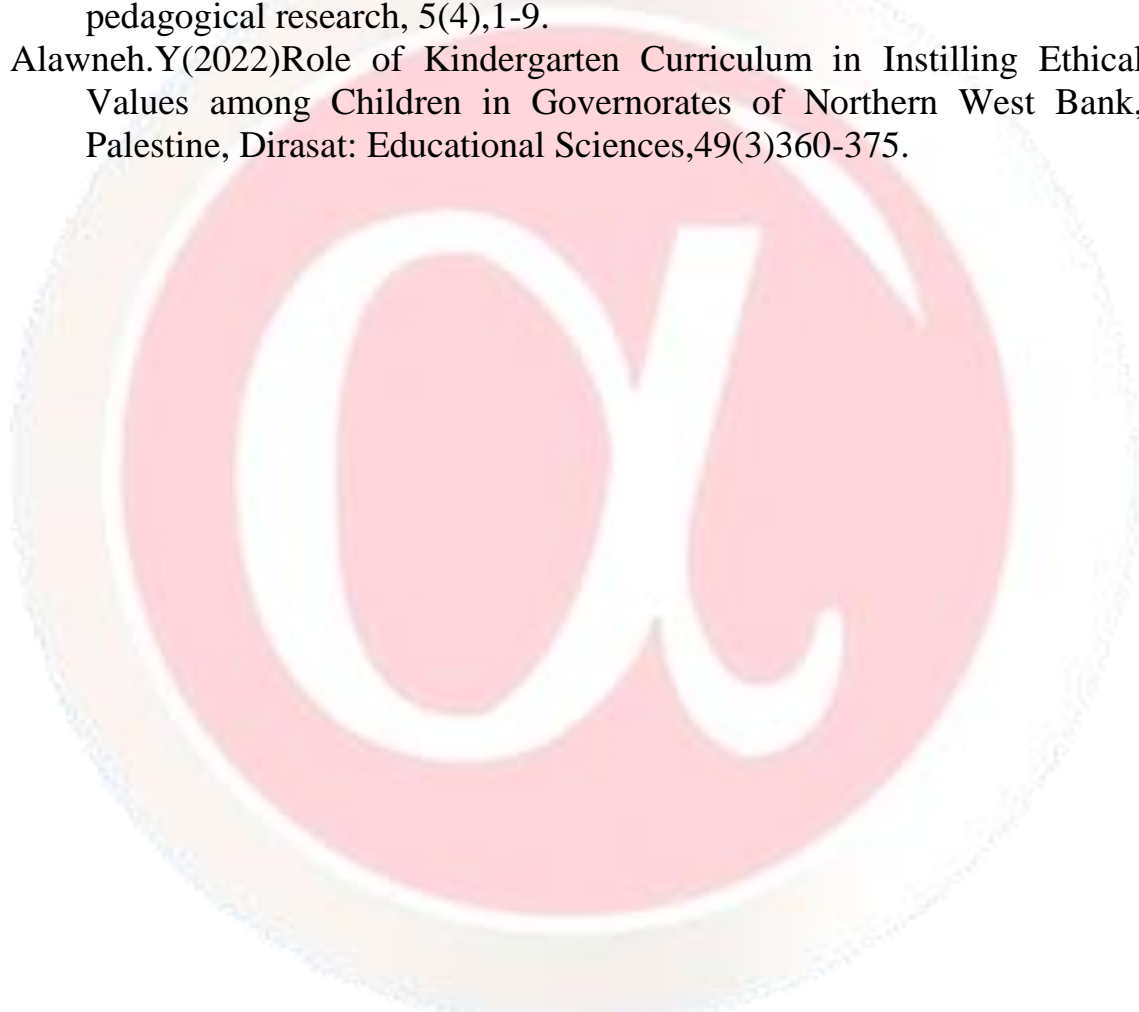 pedagogical research, 5(4),1-9.
Alawneh.Y(2022)Role of Kindergarten Curriculum in Instilling Ethical
Values among Children in Governorates of Northern West Bank,
Palestine, Dirasat: Educational Sciences,49(3)360-375.
α